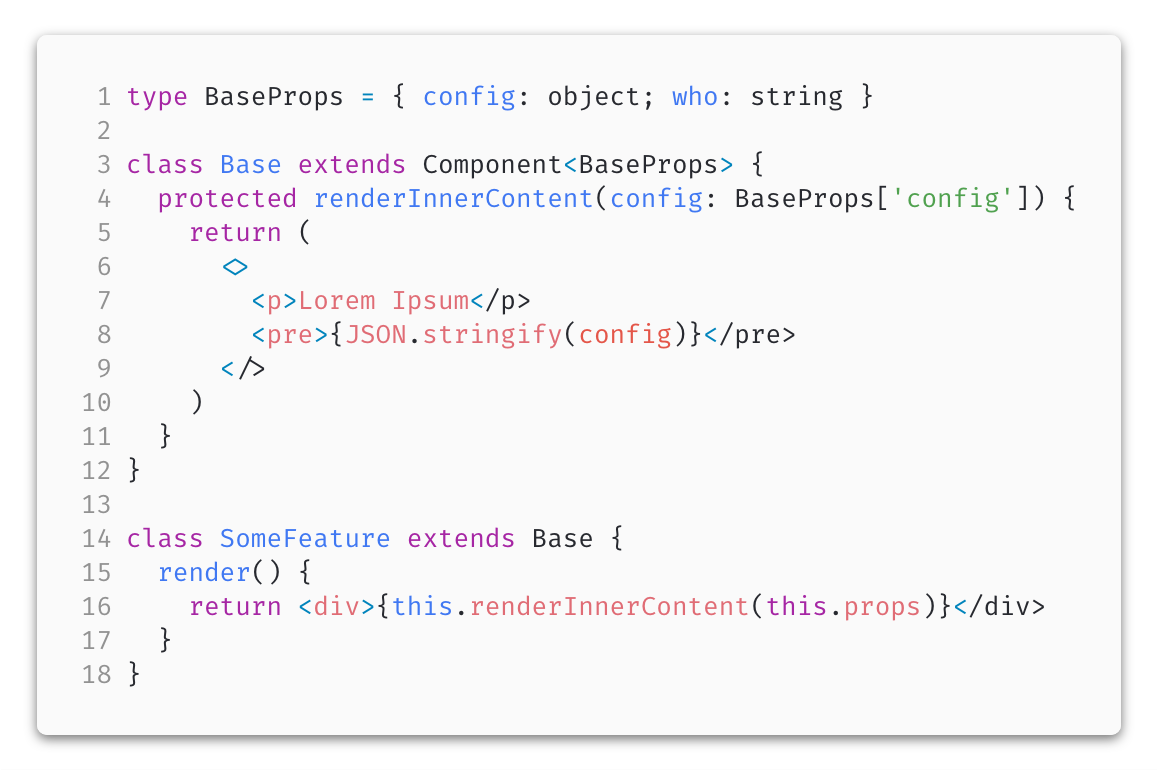 1 type BaseProps = { config: object; who: string }
2
3 class Base extends Component<BaseProps> {
4   protected renderInnerContent(config: BaseProps['config']) {
5     return (
6       <>
7         <p>Lorem Ipsum</p>
8         <pre>{JSON.stringify(config)}</pre>
9       </>
10     )
11   }
12 }
13
14 class SomeFeature extends Base {
15   render() {
16     return <div>{this.renderInnerContent(this.props)}</div>
17   }
18 }